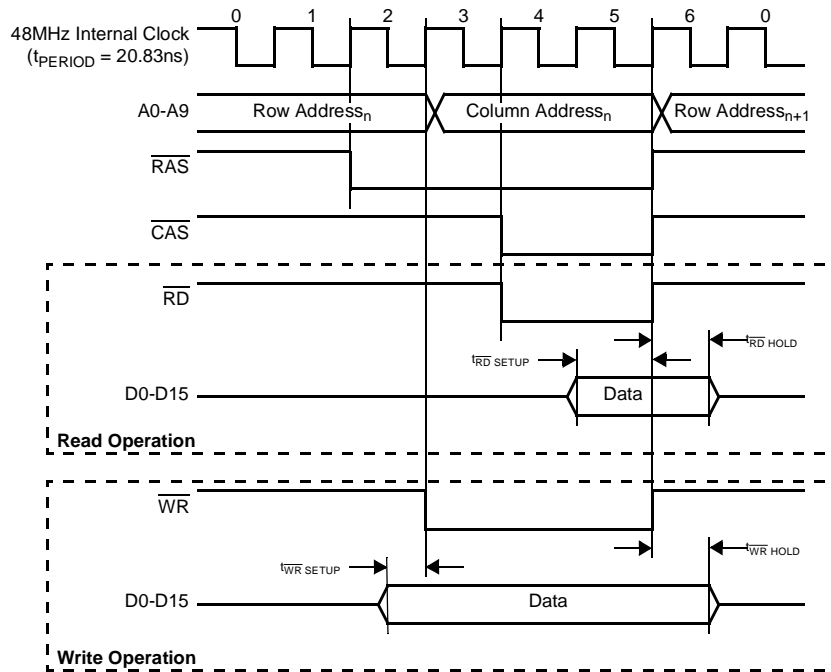 0 1 2 3 4 5 6 0
48MHz Internal Clock
(tPERIOD = 20.83ns)
A0-A9 Row Addressn Column Addressn Row Addressn+1
RAS
CAS
RD
tRD HOLD
tRD SETUP
D0-D15 Data
Read Operation
WR
tWR HOLD
tWR SETUP
D0-D15 Data
Write Operation